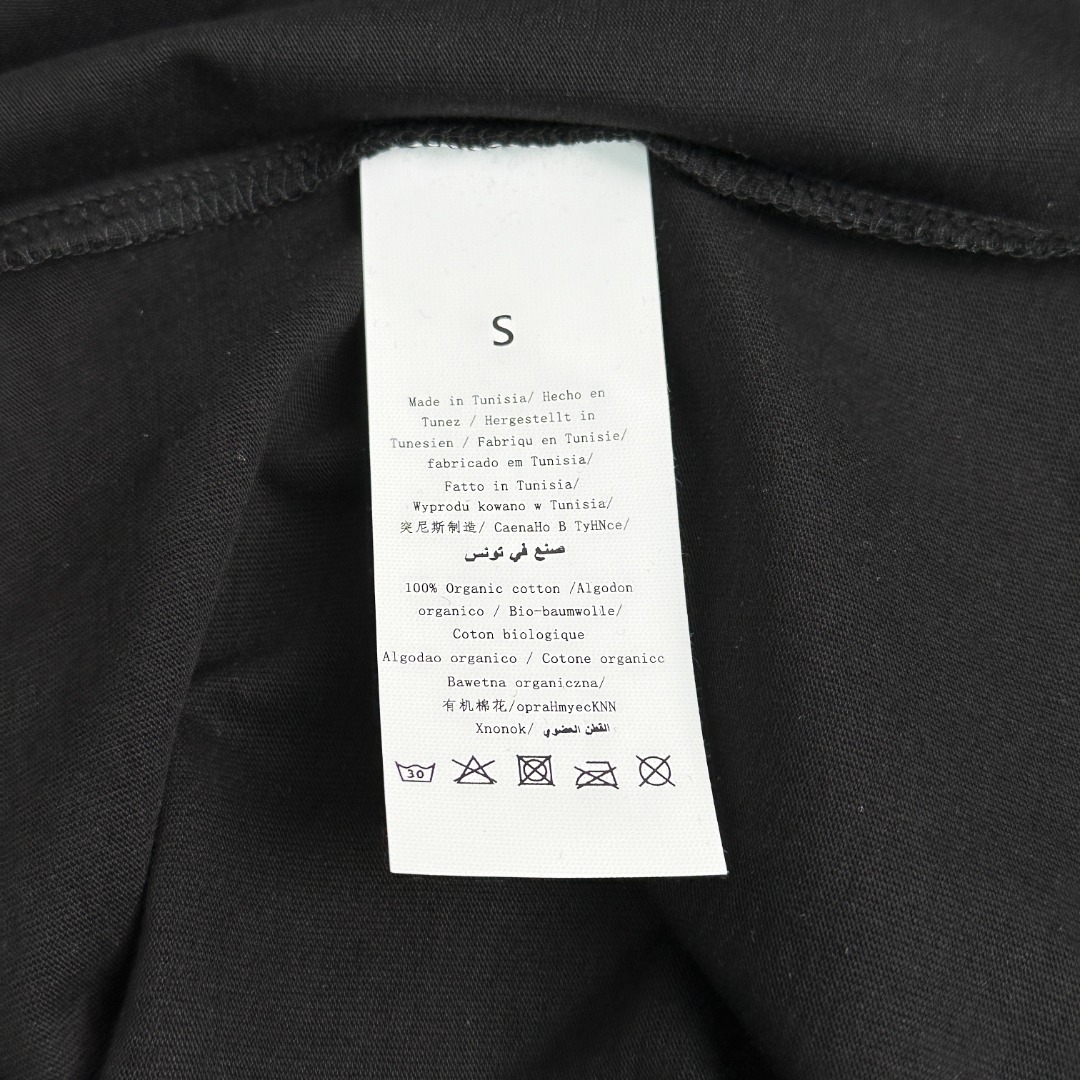 S
Made in Tunisia/ Hecho en
Tunez / Hergestellt in
Tunesien / Fabriqu en Tunisie/
fabricado em Tunisia/
Fatto in Tunisia/
Wyprodu kowano w Tunisia/
突尼斯制造/ CaenaHo B TyHNce/
صنع في تونس
100% Organic cotton /Algodon
organico / Bio-baumwolle/
Coton biologique
Algodao organico / Cotone organicc
Bawetna organiczna/
有机棉花/opraHmyecKNN
Xnonok/ القطن العضوي
30